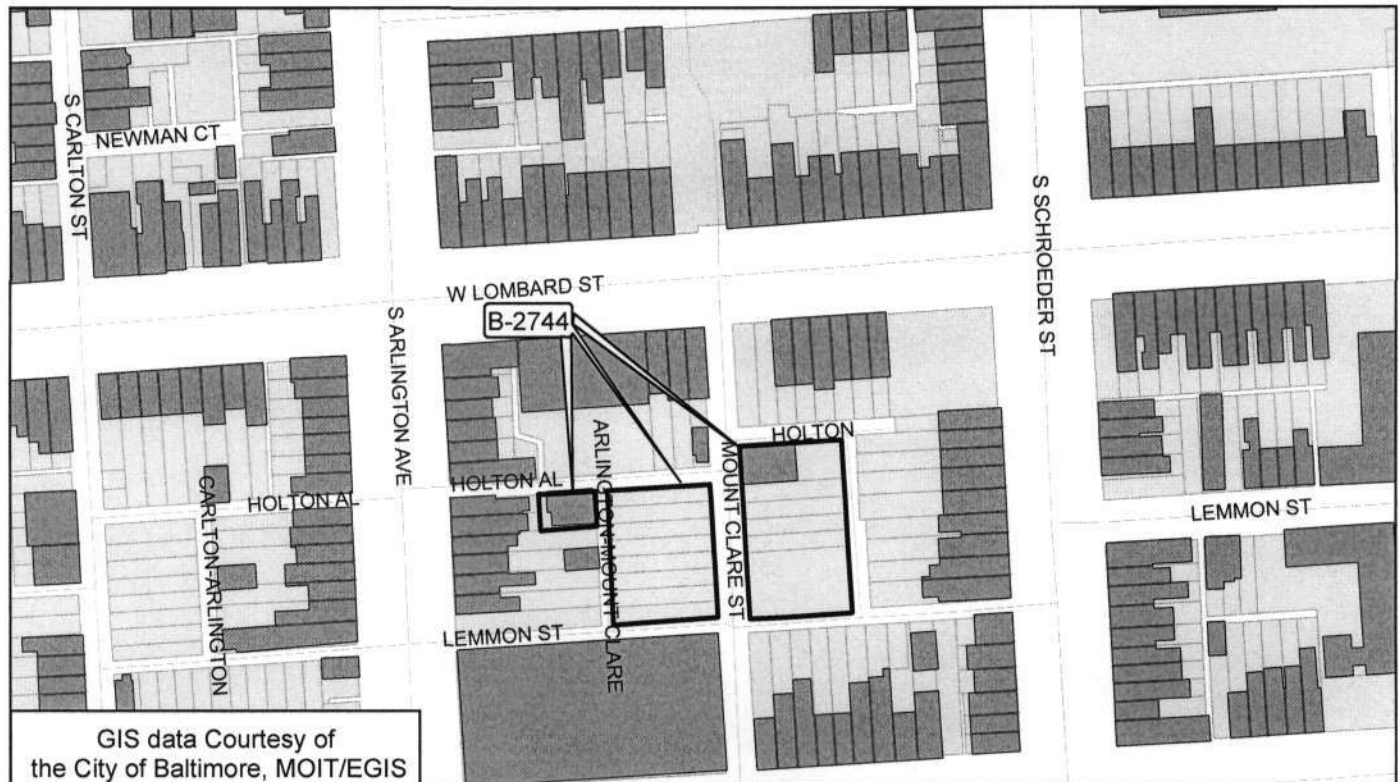 S CARLTON ST
NEWMAN CT
S SCHROEDER ST
W LOMBARD ST
B-2744
S ARLINGTON AVE
HOLTON
HOLTON AL
ARLINGTON-MOUNT CLARE
MOUNT CLARE ST
HOLTON AL
CARLTON-ARLINGTON
LEMMON ST
LEMMON ST
GIS data Courtesy of
the City of Baltimore, MOIT/EGIS